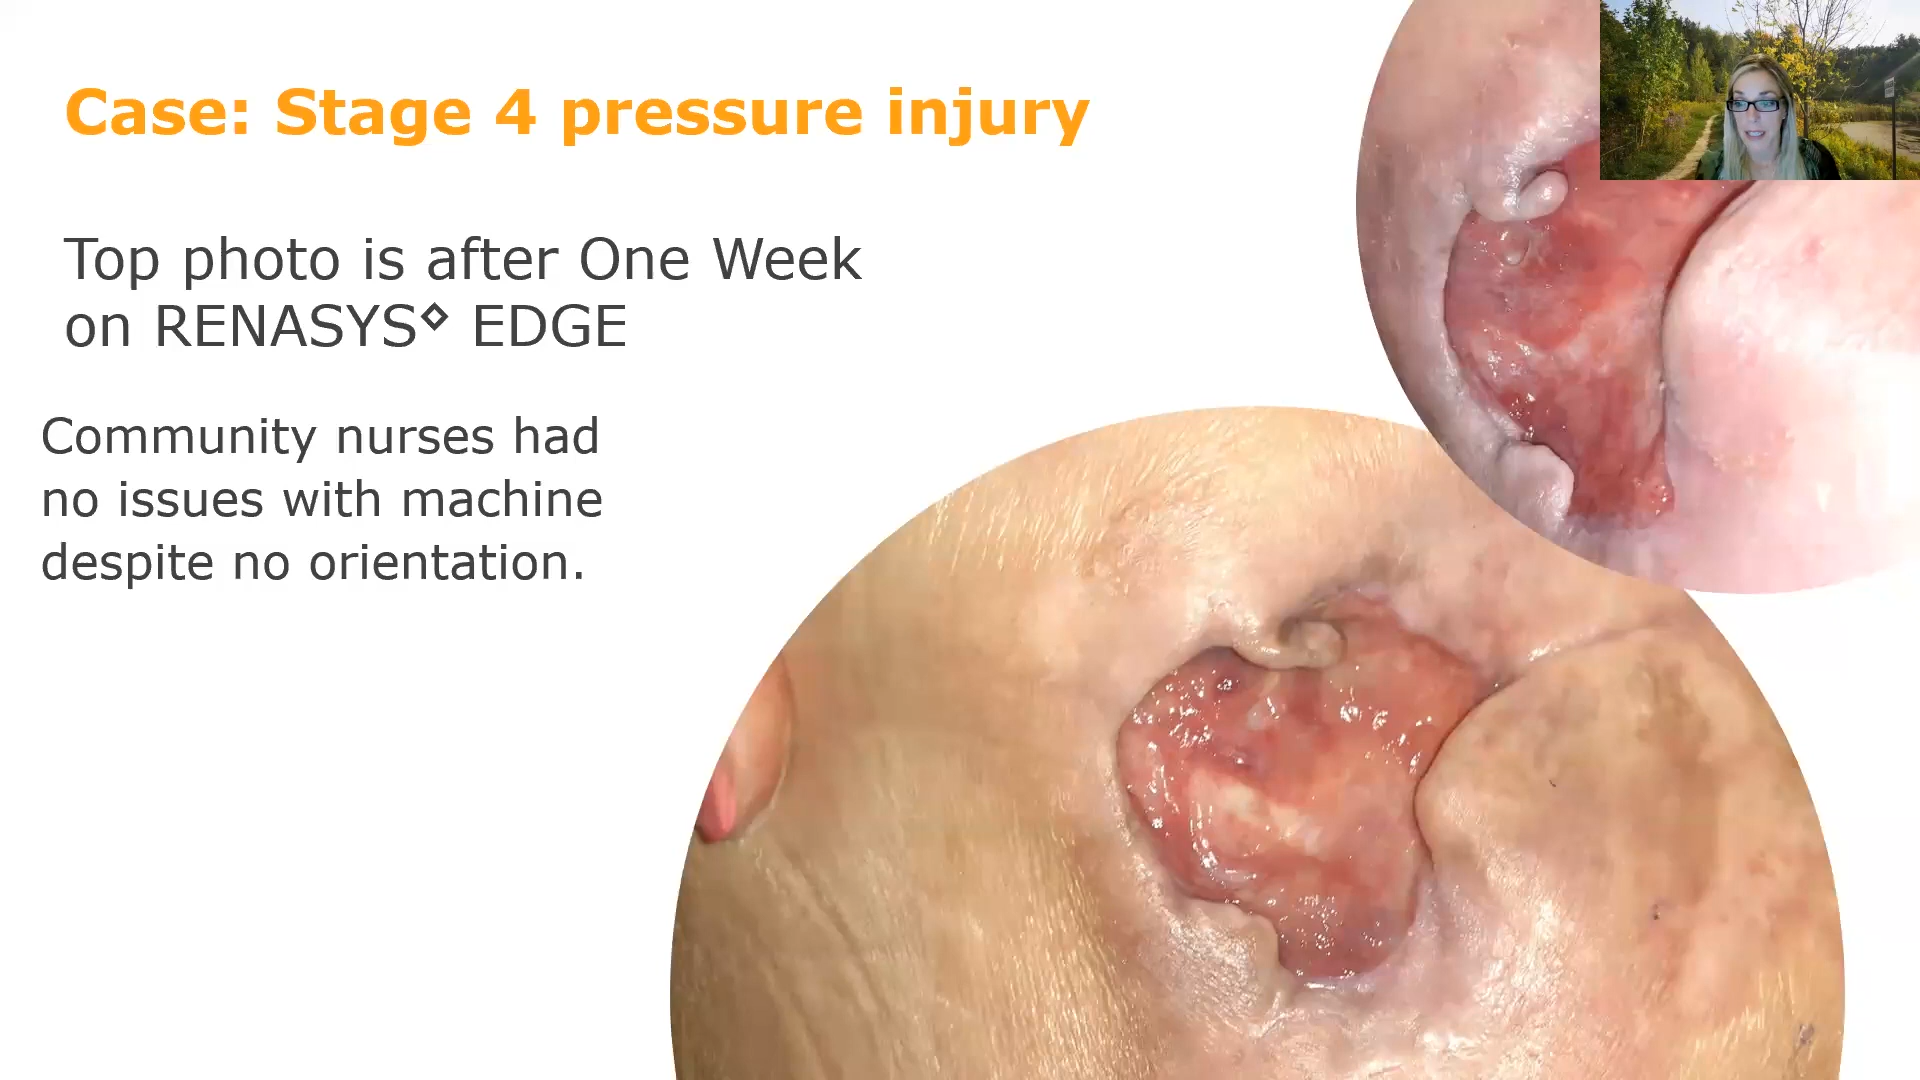 Case: Stage 4 pressure injury
Top photo is after One Week
on RENASYS◇ EDGE
Community nurses had
no issues with machine
despite no orientation.